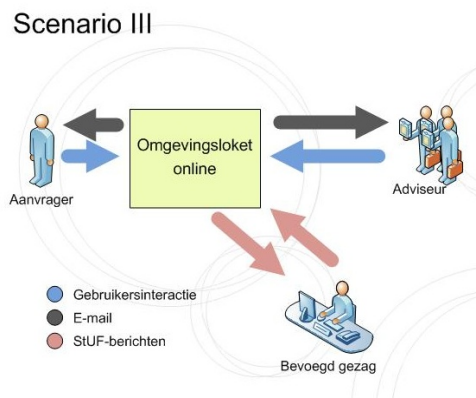 Scenario III
Omgevingsloket
online
Aanvrager
Adviseur
Gebruikersinteractie
E-mail
StUF-berichten
Bevoegd gezag